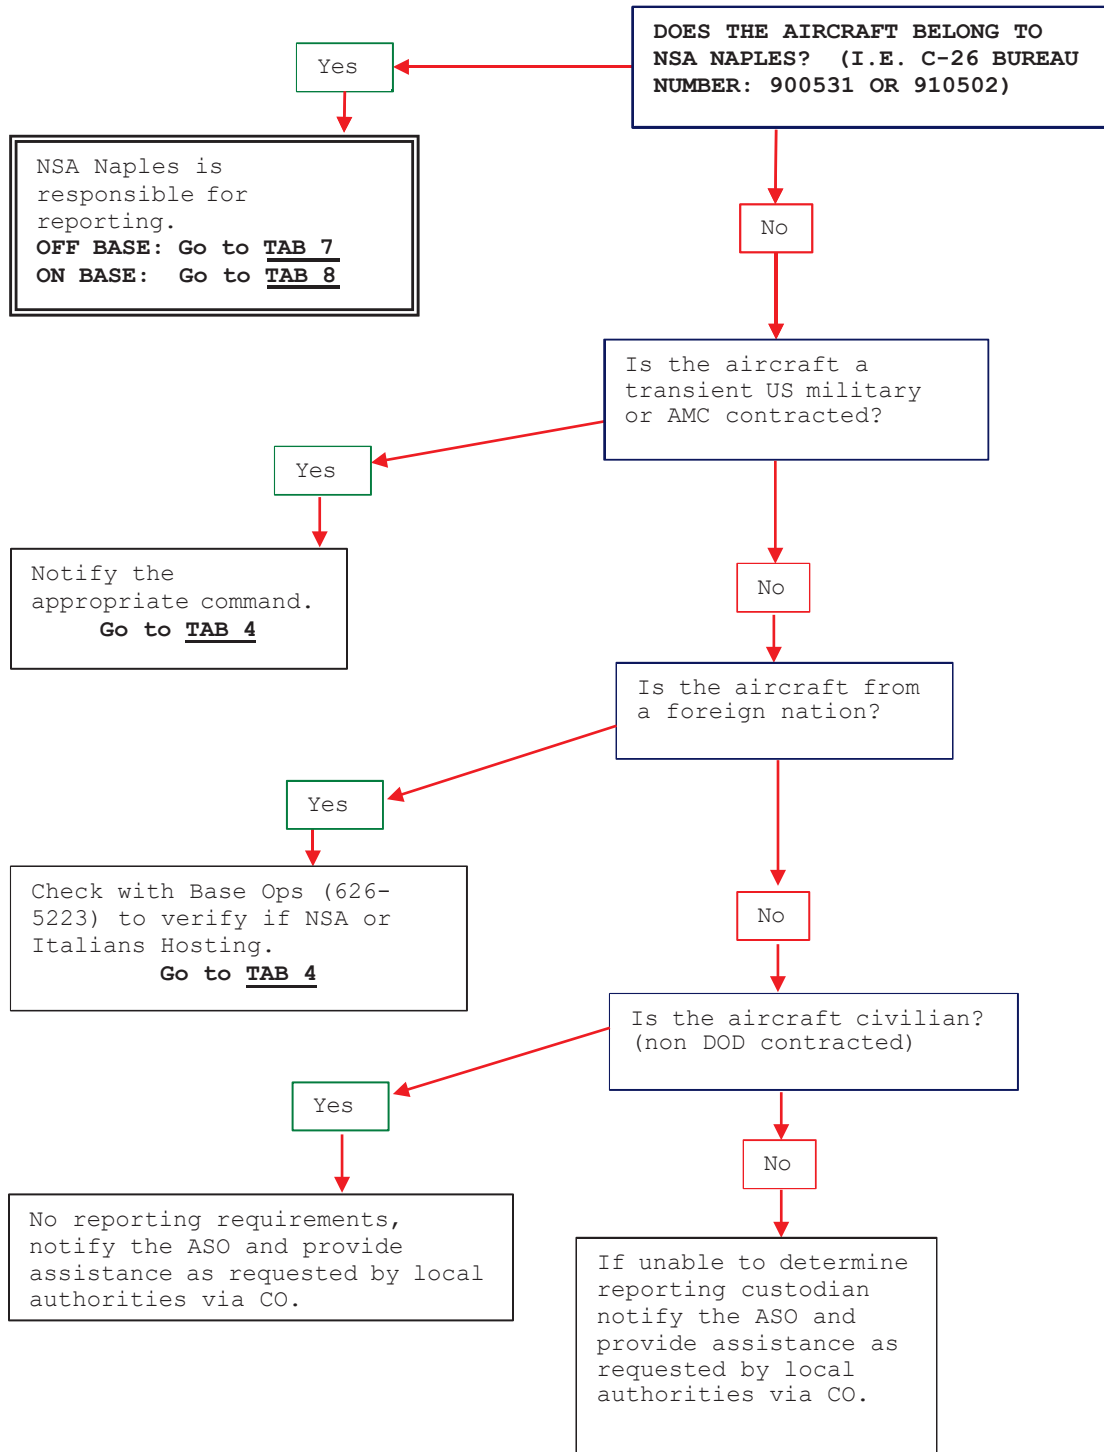 DOES THE AIRCRAFT BELONG TO
NSA NAPLES? (I.E. C-26 BUREAU
NUMBER: 900531 OR 910502)
Yes
NSA Naples is
responsible for
reporting.
OFF BASE: Go to TAB 7
ON BASE: Go to TAB 8
No
Is the aircraft a
transient US military
or AMC contracted?
Yes
Notify the
appropriate command.
Go to TAB 4
No
Is the aircraft from
a foreign nation?
Yes
Check with Base Ops (626-
5223) to verify if NSA or
Italians Hosting.
Go to TAB 4
No
Is the aircraft civilian?
(non DOD contracted)
Yes
No reporting requirements,
notify the ASO and provide
assistance as requested by local
authorities via CO.
No
If unable to determine
reporting custodian
notify the ASO and
provide assistance as
requested by local
authorities via CO.